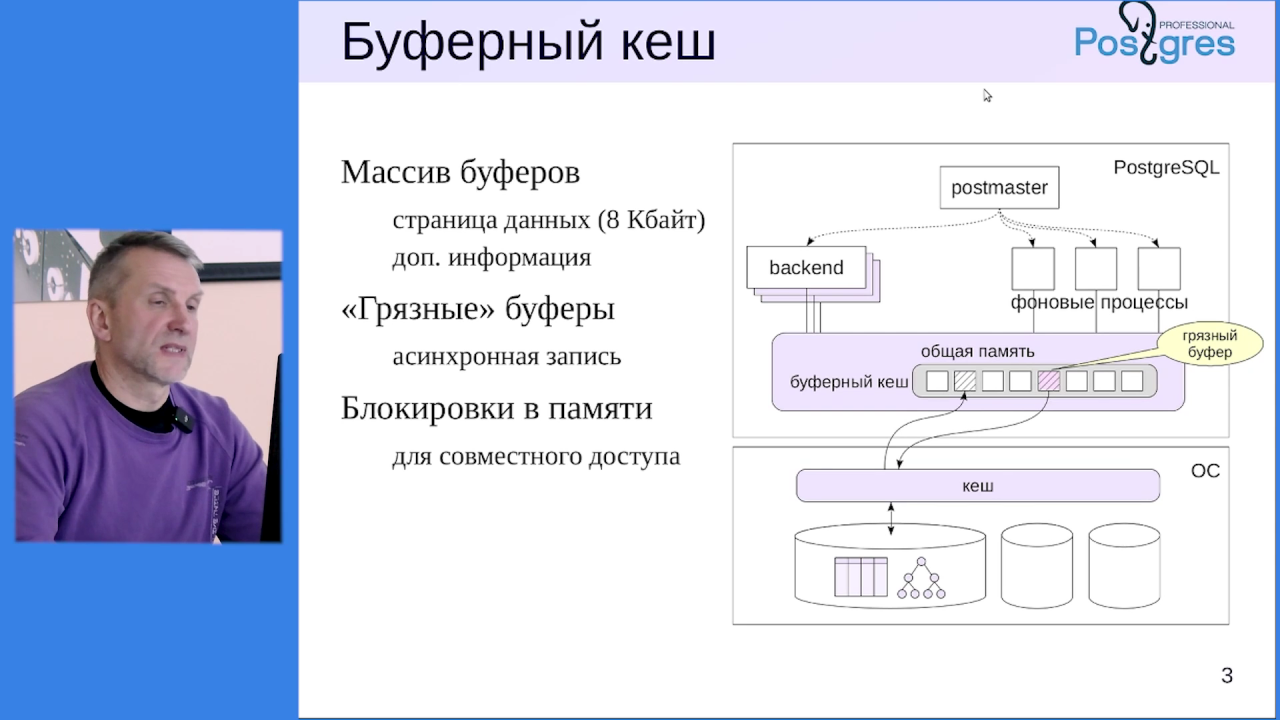 Буферный кеш
PROFESSIONAL
Postgres
Массив буферов
страница данных (8 Кбайт)
доп. информация
«Грязные» буферы
асинхронная запись
Блокировки в памяти
для совместного доступа
PostgreSQL
postmaster
backend
фоновые процессы
грязный
буфер
общая память
буферный кеш
ОС
кеш
3